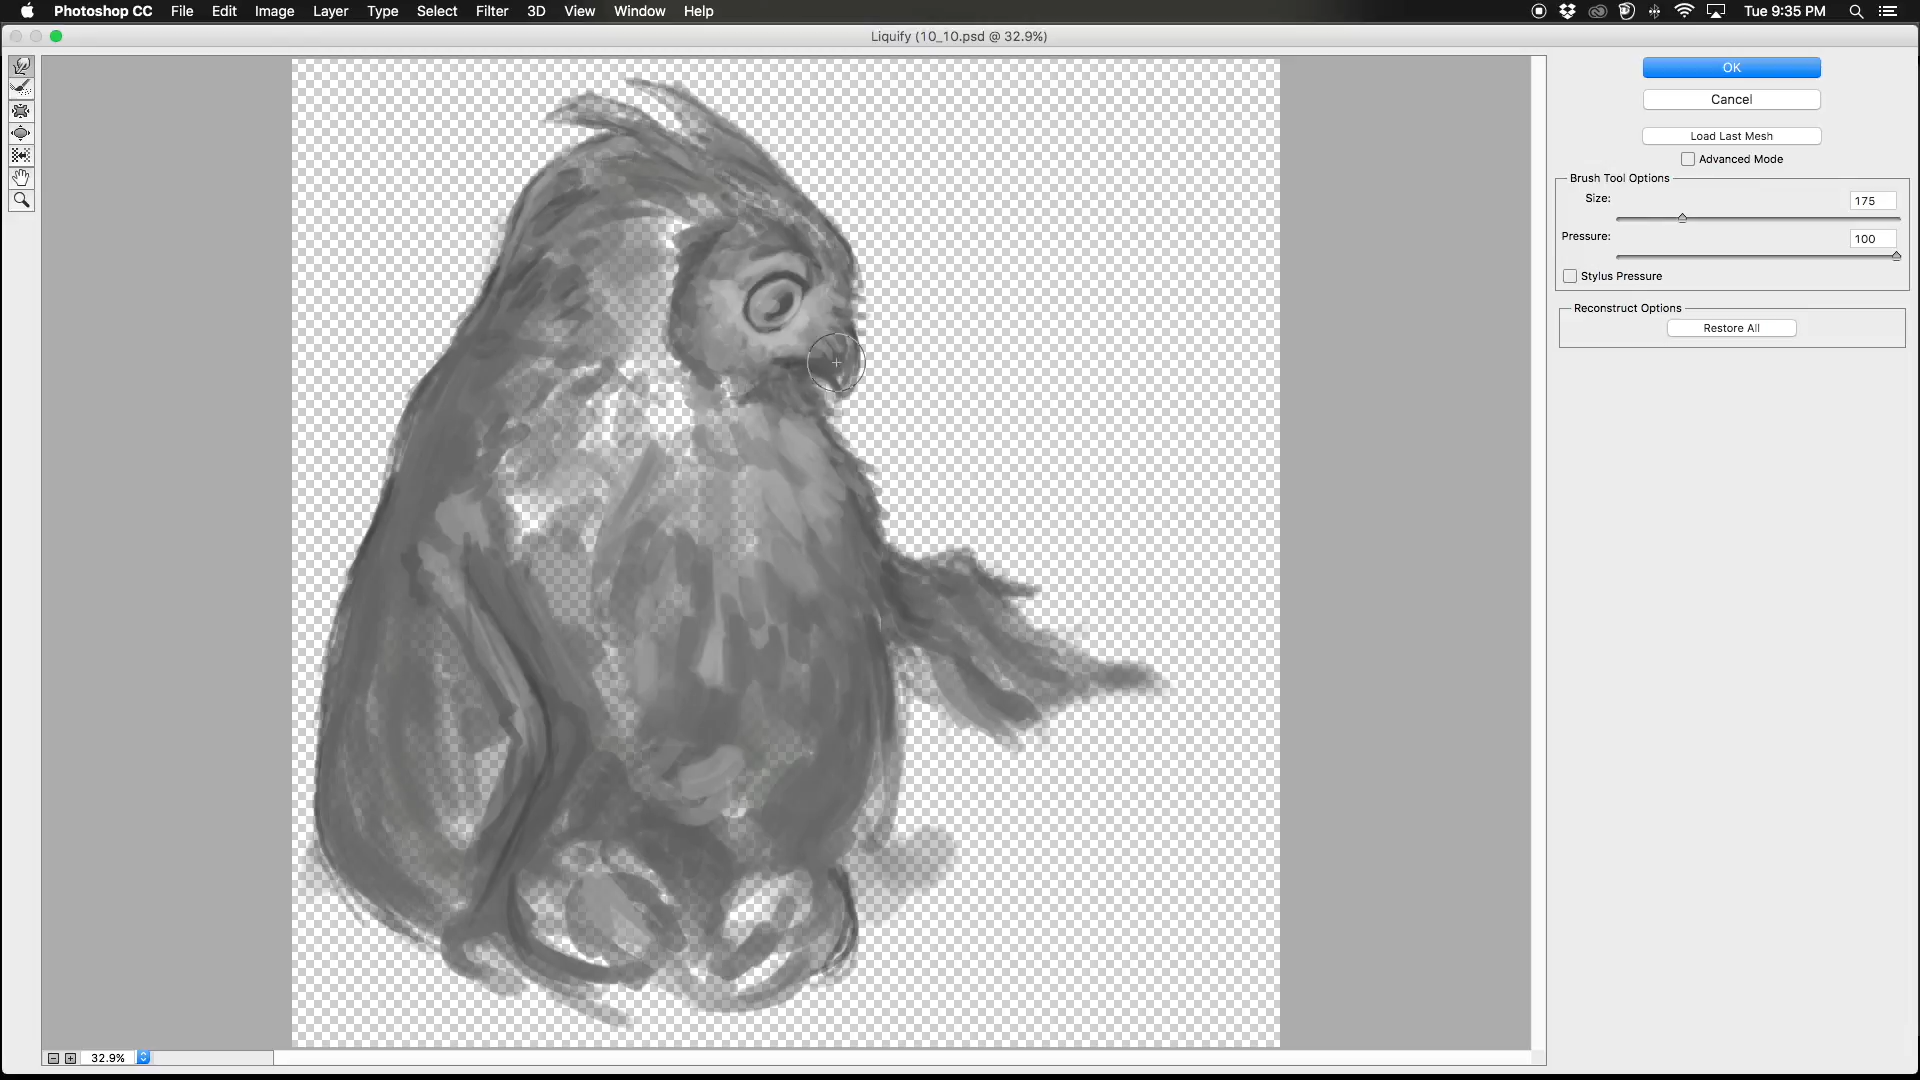 Photoshop CC File Edit Image Layer Type Select Filter 3D View Window Help Tue 9:35 PM
Liquify (10_10.psd @ 32.9%)
OK
Cancel
Load Last Mesh
Advanced Mode
Brush Tool Options
Size: 175
Pressure: 100
Stylus Pressure
Reconstruct Options
Restore All
32.9%